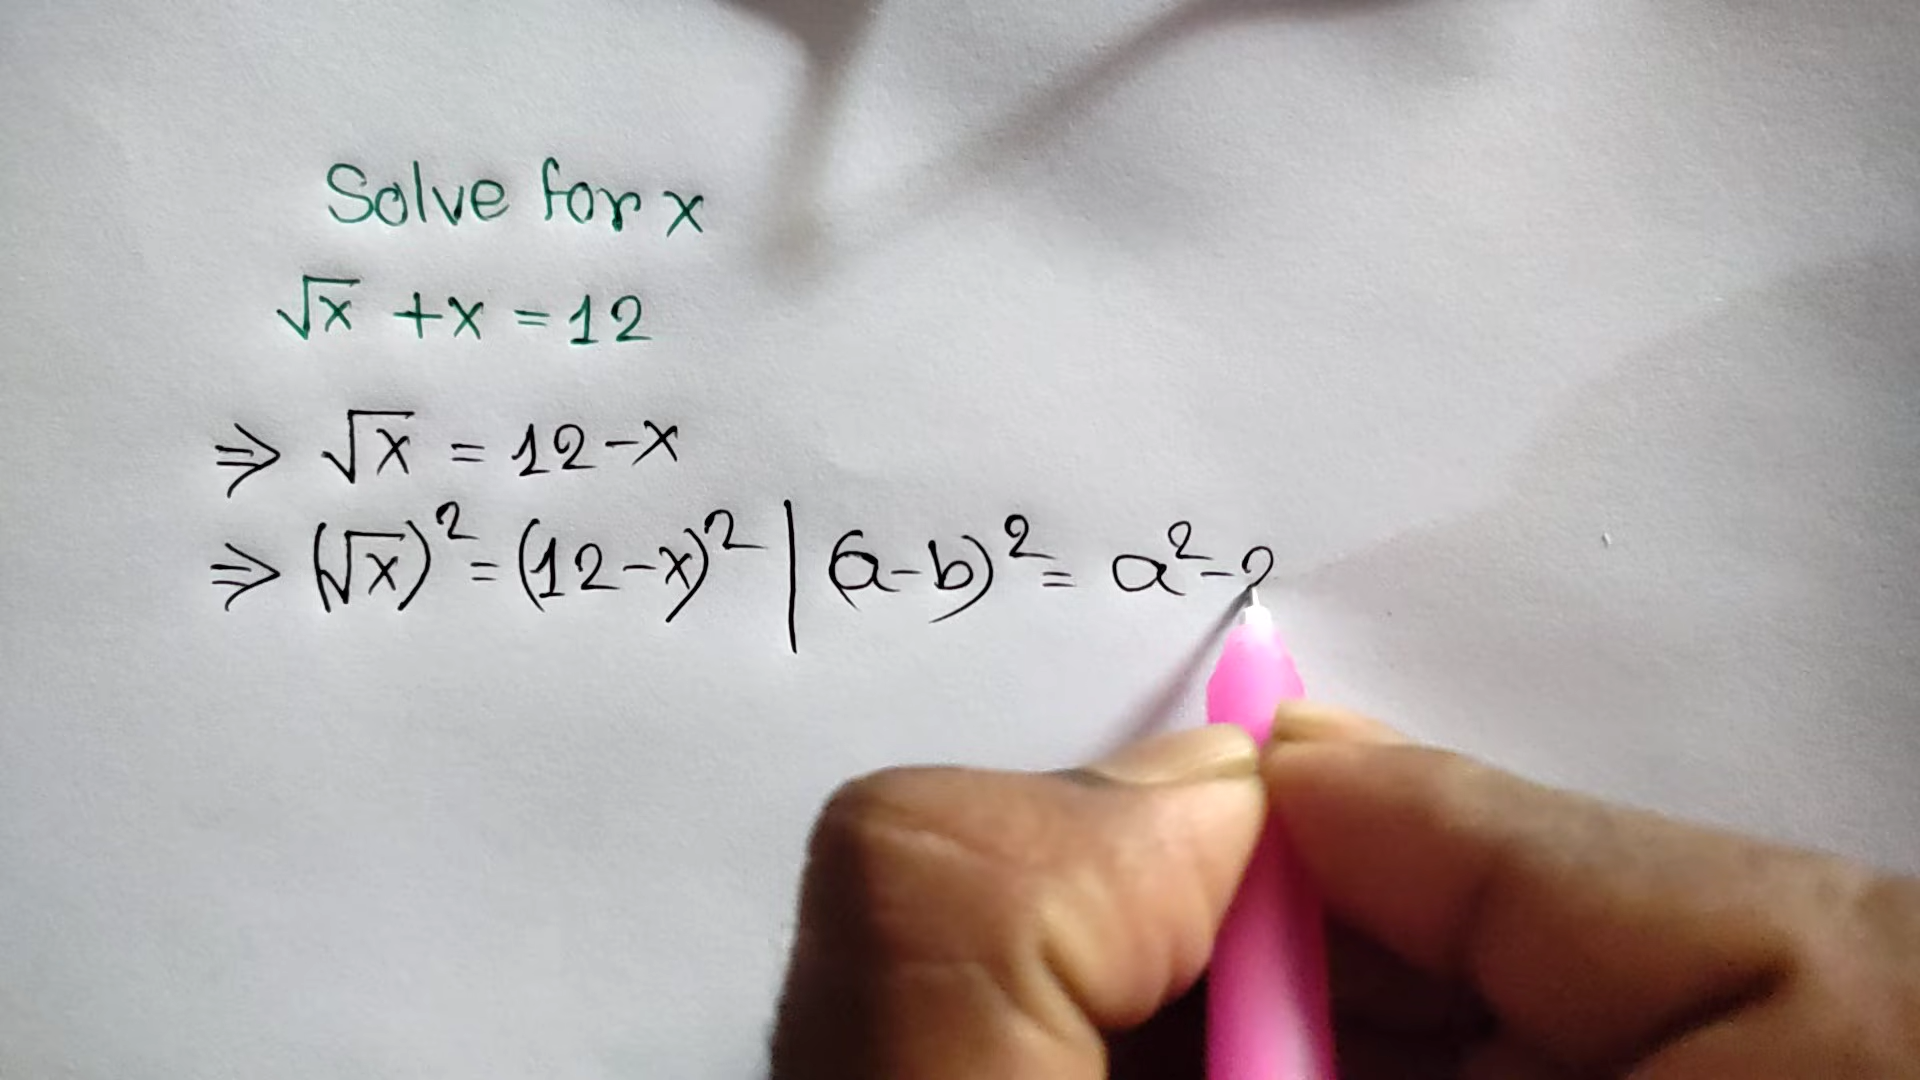 Solve for x
√x + x = 12
⇒ √x = 12 - x
⇒ (√x)² = (12 - x)² | (a - b)² = a² - 2